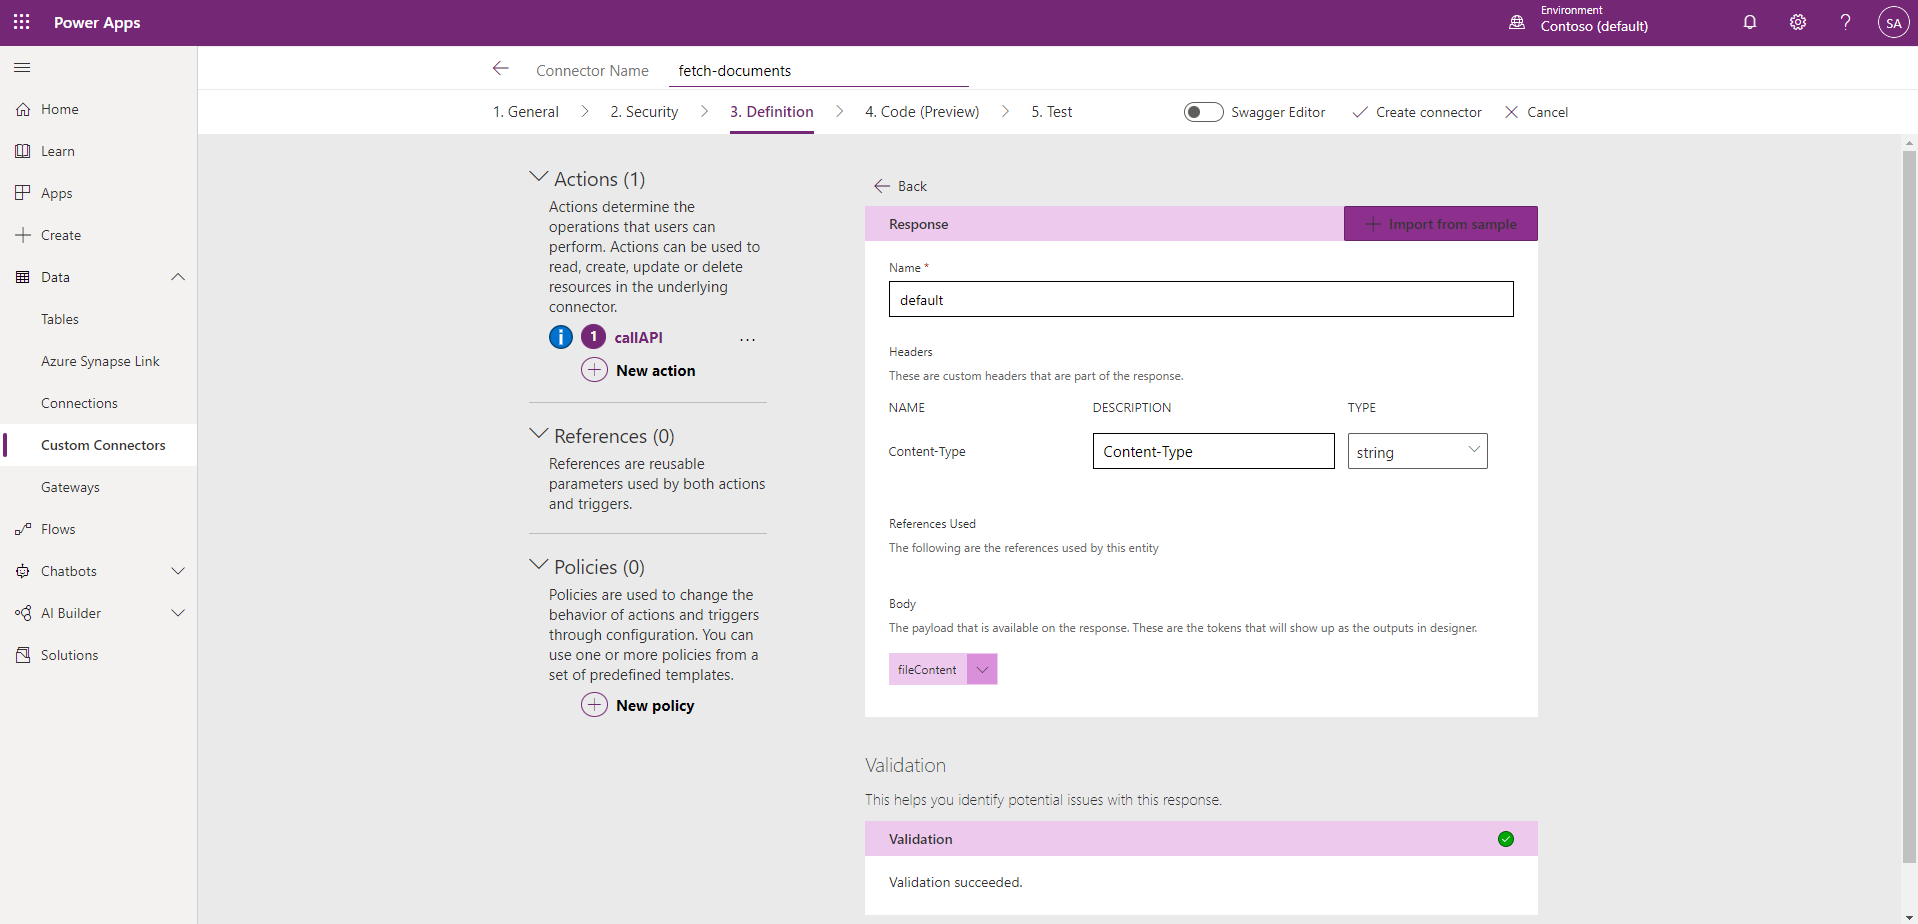 Power Apps
Environment
Contoso (default)
SA
Connector Name
fetch-documents
1. General
2. Security
3. Definition
4. Code (Preview)
5. Test
Swagger Editor
Create connector
Cancel
Home
Learn
Apps
Create
Data
Tables
Azure Synapse Link
Connections
Custom Connectors
Gateways
Flows
Chatbots
AI Builder
Solutions
Actions (1)
Actions determine the
operations that users can
perform. Actions can be used to
read, create, update or delete
resources in the underlying
connector.
1 callAPI ...
New action
References (0)
References are reusable
parameters used by both actions
and triggers.
Policies (0)
Policies are used to change the
behavior of actions and triggers
through configuration. You can
use one or more policies from a
set of predefined templates.
New policy
Back
Response
Import from sample
Name *
default
Headers
These are custom headers that are part of the response.
NAME DESCRIPTION TYPE
Content-Type Content-Type string
References Used
The following are the references used by this entity
Body
The payload that is available on the response. These are the tokens that will show up as the outputs in designer.
fileContent
Validation
This helps you identify potential issues with this response.
Validation
Validation succeeded.